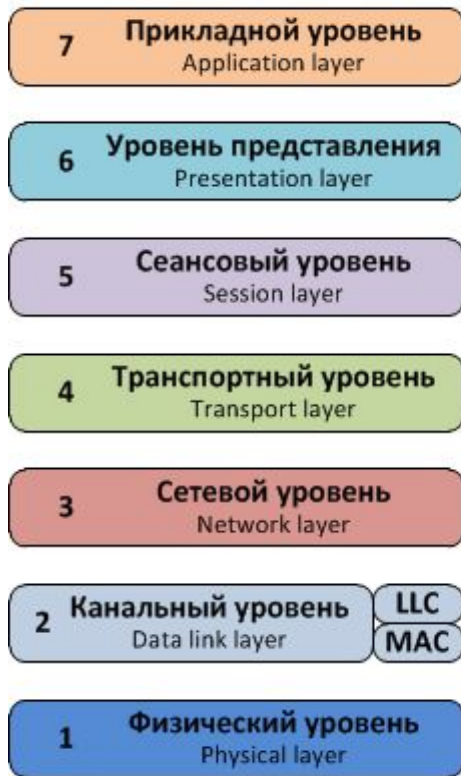 7 Прикладной уровень
Application layer
6 Уровень представления
Presentation layer
5 Сеансовый уровень
Session layer
4 Транспортный уровень
Transport layer
3 Сетевой уровень
Network layer
2 Канальный уровень
Data link layer
LLC
MAC
1 Физический уровень
Physical layer